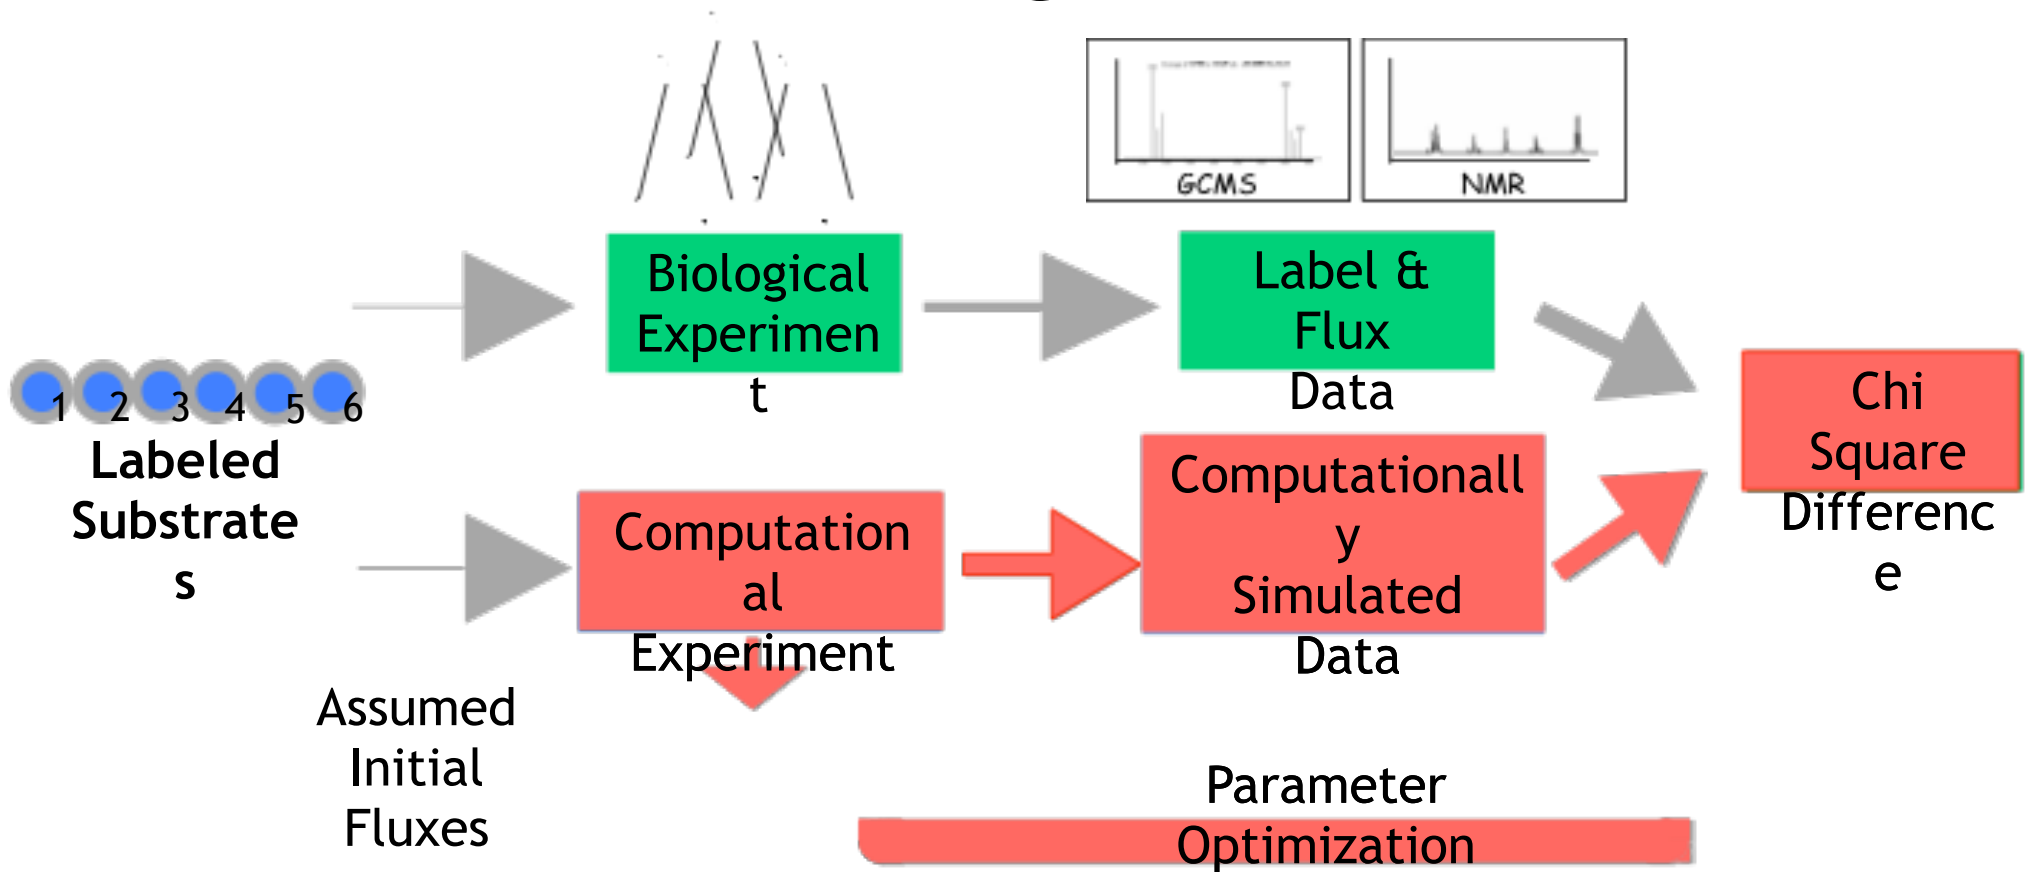 GCMS
NMR
Biological
Experimen
t
Label &
Flux
Data
1 2 3 4 5 6
Labeled
Substrate
s
Computation
al
Experiment
Computationall
y
Simulated
Data
Chi
Square
Differenc
e
Assumed
Initial
Fluxes
Parameter
Optimization